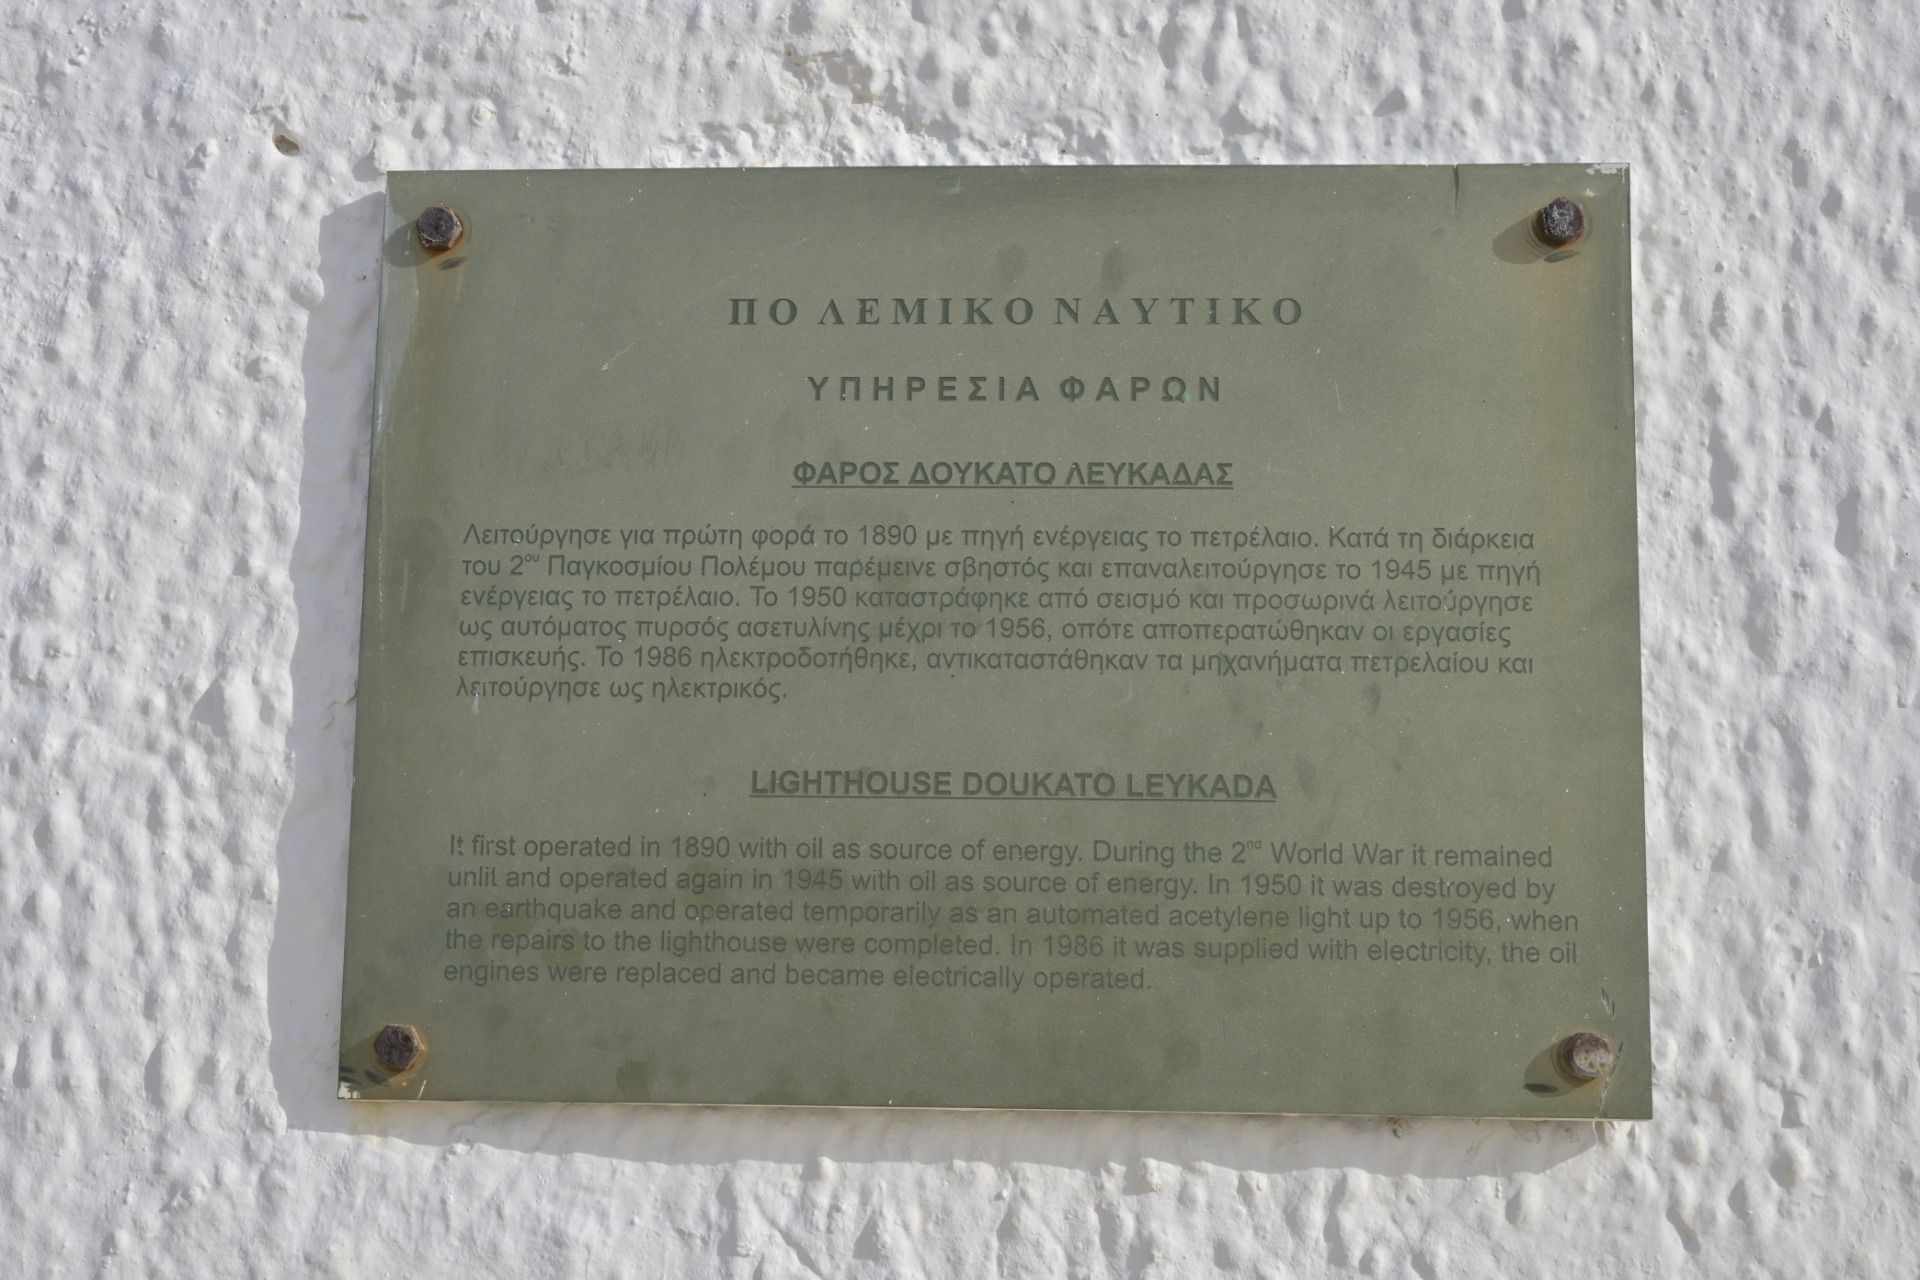 ΠΟΛΕΜΙΚΟ ΝΑΥΤΙΚΟ
ΥΠΗΡΕΣΙΑ ΦΑΡΩΝ
ΦΑΡΟΣ ΔΟΥΚΑΤΟ ΛΕΥΚΑΔΑΣ
Λειτούργησε για πρώτη φορά το 1890 με πηγή ενέργειας το πετρέλαιο. Κατά τη διάρκεια
του 2ου Παγκοσμίου Πολέμου παρέμεινε σβηστός και επαναλειτούργησε το 1945 με πηγή
ενέργειας το πετρέλαιο. Το 1950 καταστράφηκε από σεισμό και προσωρινά λειτούργησε
ως αυτόματος πυρσός ασετυλίνης μέχρι το 1956, οπότε αποπερατώθηκαν οι εργασίες
επισκευής. Το 1986 ηλεκτροδοτήθηκε, αντικαταστάθηκαν τα μηχανήματα πετρελαίου και
λειτούργησε ως ηλεκτρικός.
LIGHTHOUSE DOUKATO LEYKADA
It first operated in 1890 with oil as source of energy. During the 2nd World War it remained
unlit and operated again in 1945 with oil as source of energy. In 1950 it was destroyed by
an earthquake and operated temporarily as an automated acetylene light up to 1956, when
the repairs to the lighthouse were completed. In 1986 it was supplied with electricity, the oil
engines were replaced and became electrically operated.